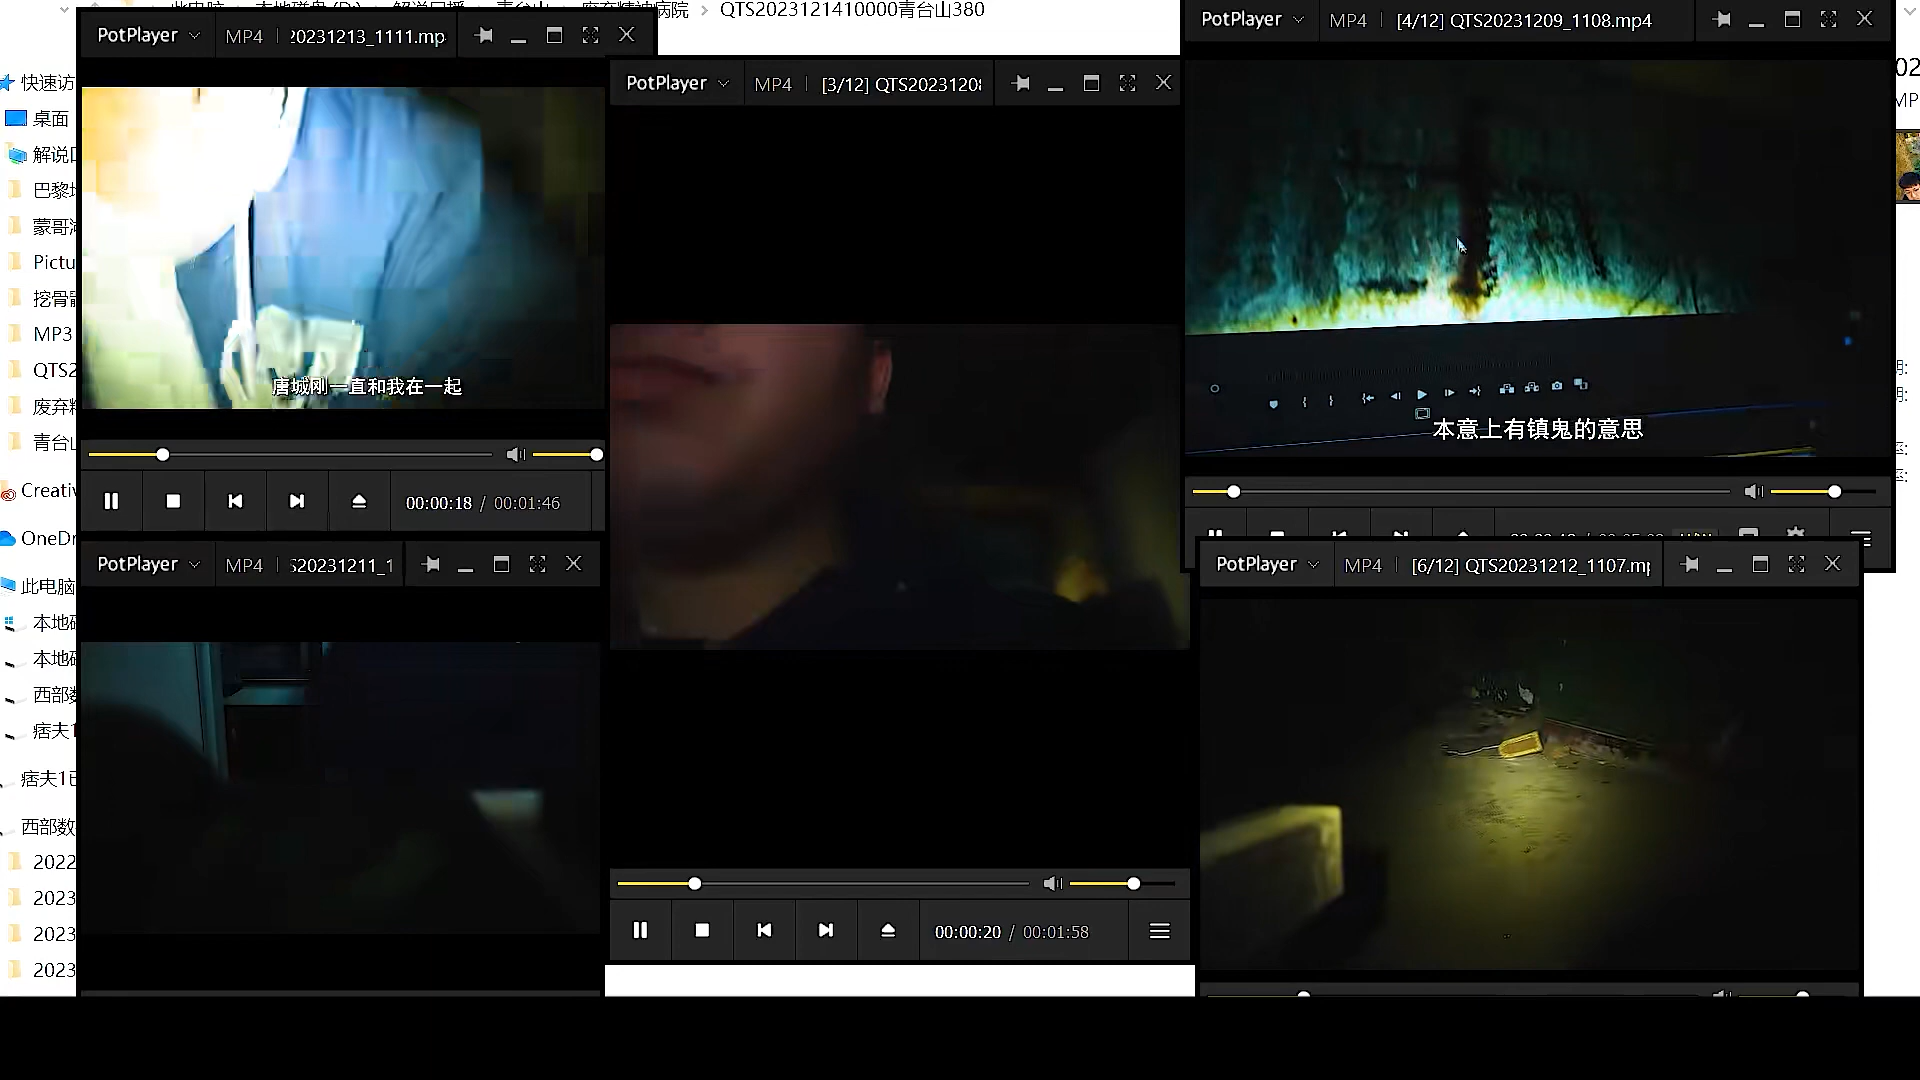 QTS2023121410000青台山380
PotPlayer MP4 20231213_1111.mp
PotPlayer MP4 [4/12] QTS20231209_1108.mp4
PotPlayer MP4 [3/12] QTS2023120
快速访
桌面
解说
巴黎
蒙哥
Pictu
挖骨
MP3
QTS2
废弃
青台山
唐城刚一直和我在一起
本意上有镇鬼的意思
00:00:18 / 00:01:46
Creativ
OneDr
PotPlayer MP4 S20231211_1
PotPlayer MP4 [6/12] QTS20231212_1107.mp
此电脑
本地
本地
西部数
痞夫1
痞夫1已
西部数
2022
2023
2023
2023
00:00:20 / 00:01:58